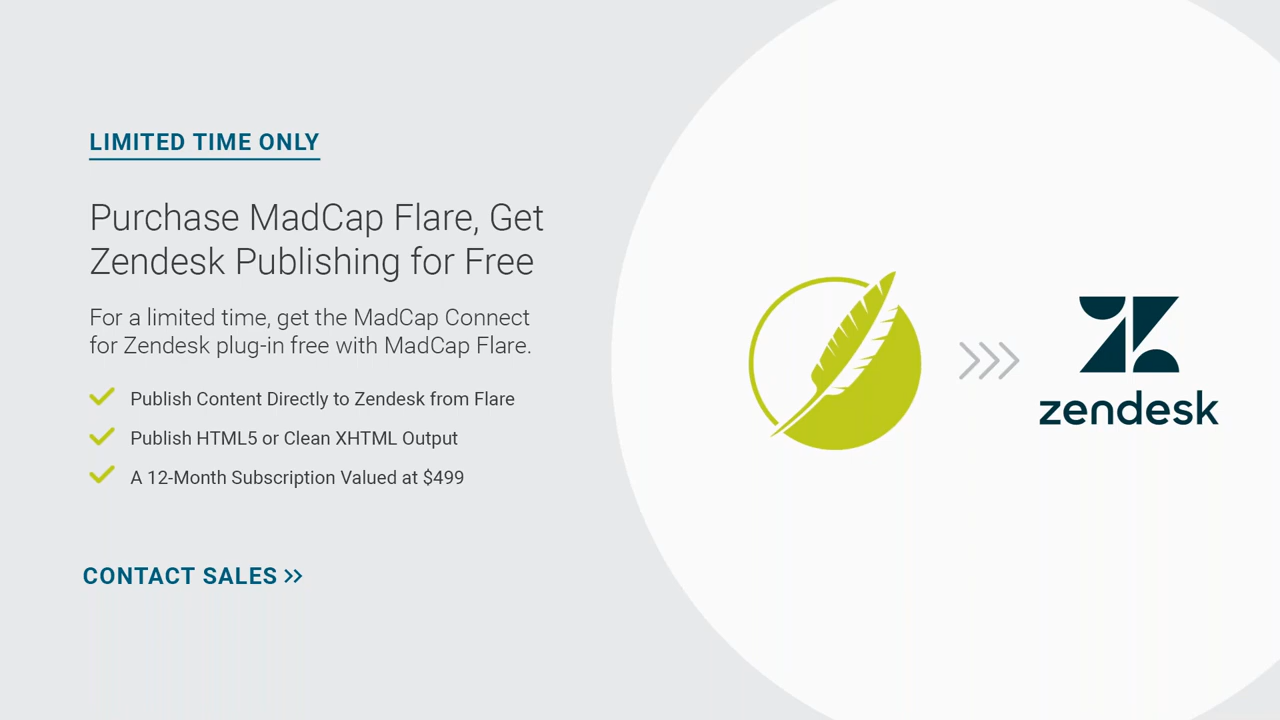 LIMITED TIME ONLY
Purchase MadCap Flare, Get
Zendesk Publishing for Free
For a limited time, get the MadCap Connect
for Zendesk plug-in free with MadCap Flare.
Publish Content Directly to Zendesk from Flare
Publish HTML5 or Clean XHTML Output
A 12-Month Subscription Valued at $499
CONTACT SALES
zendesk